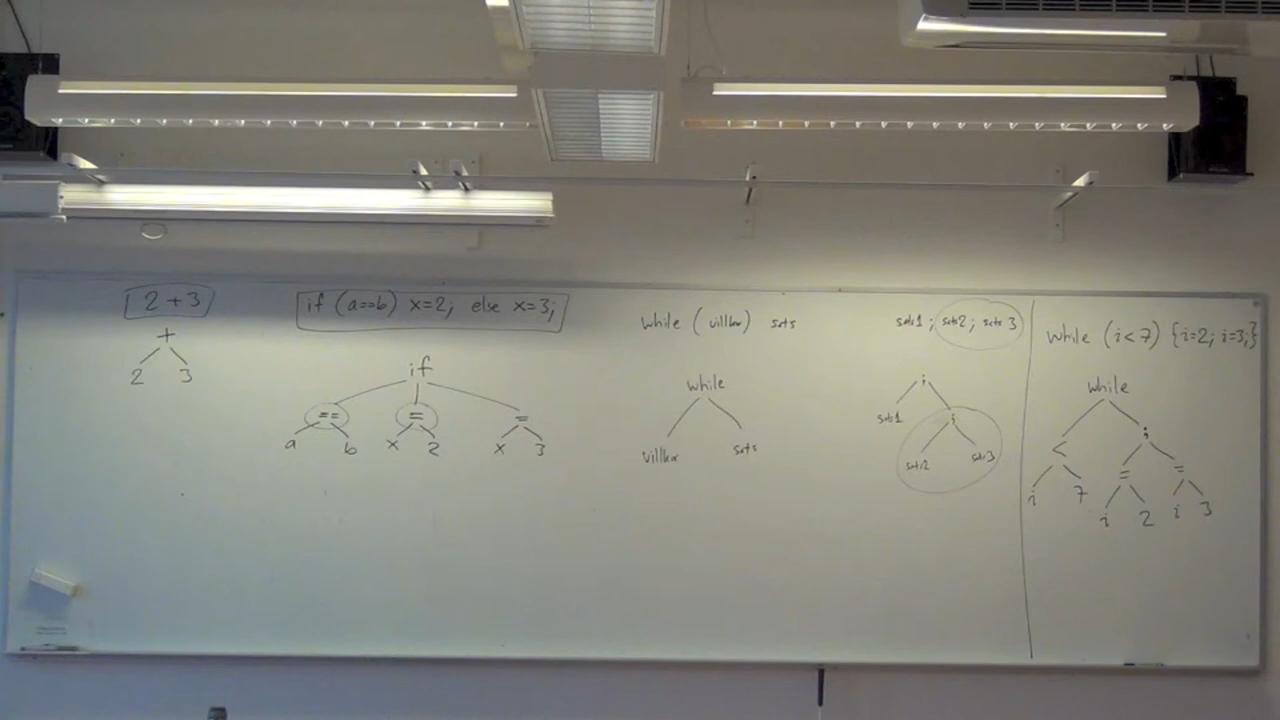 2 + 3
+
2 3
if (a==b) x=2; else x=3;
if
== = =
a b x 2 x 3
while (villkor) sats
while
villkor sats
sats1; sats2; sats 3
;
sats1 ;
sats2 sats3
while (i<7) {i=2; i=3;}
while
< ;
i 7 = =
i 2 i 3